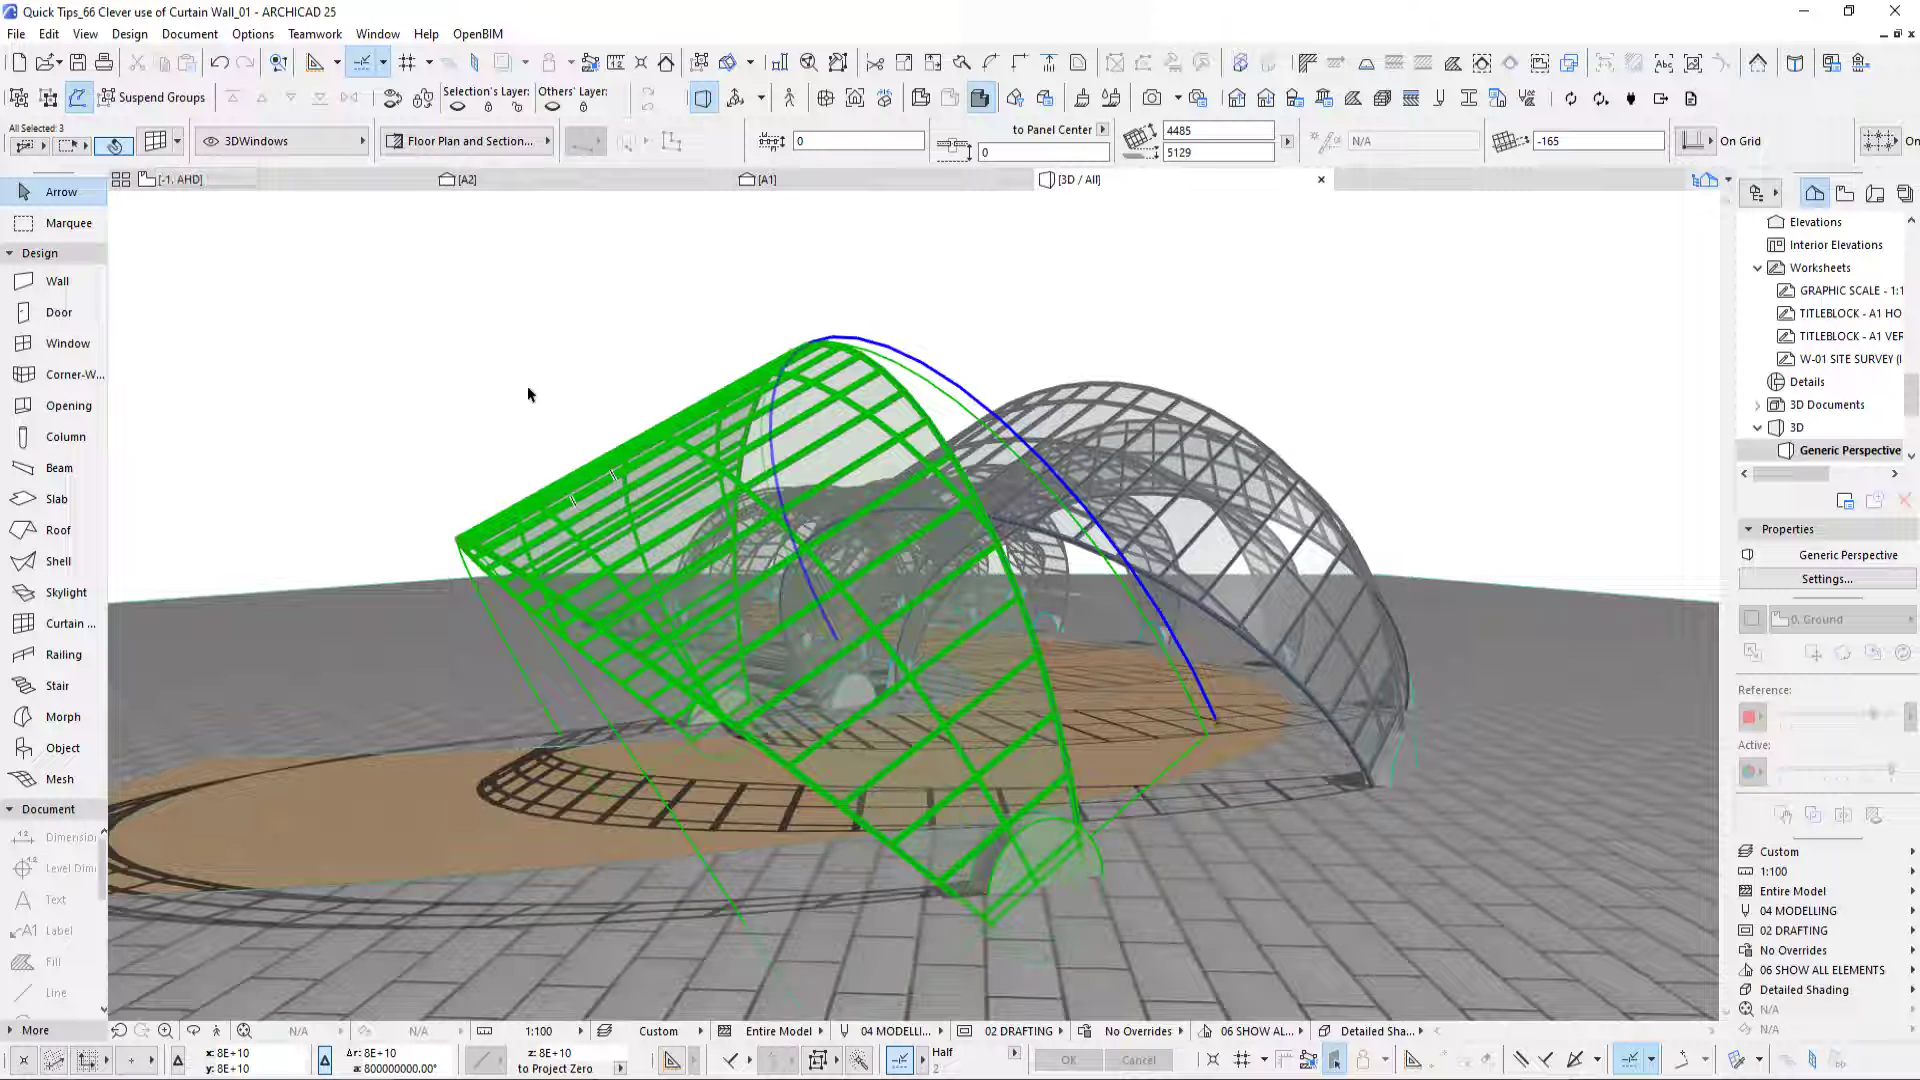 Quick Tips_66 Clever use of Curtain Wall_01 - ARCHICAD 25
File Edit View Design Document Options Teamwork Window Help OpenBIM
Suspend Groups
Selection's Layer:
Others' Layer:
All Selected: 3
3DWindows
Floor Plan and Section...
0
to Panel Center
0
4485
5129
N/A
-165
On Grid
On
[-1. AHD]
[A2]
[A1]
[3D / All]
Arrow
Marquee
Design
Wall
Door
Window
Corner-W...
Opening
Column
Beam
Slab
Roof
Shell
Skylight
Curtain ...
Railing
Stair
Morph
Object
Mesh
Document
Dimensio
Level Dim
Text
Label
Fill
Line
More
Elevations
Interior Elevations
Worksheets
GRAPHIC SCALE - 1:1
TITLEBLOCK - A1 HO
TITLEBLOCK - A1 VER
W-01 SITE SURVEY (I
Details
3D Documents
3D
Generic Perspective
Properties
Generic Perspective
Settings...
0. Ground
Reference:
Active:
Custom
1:100
Entire Model
04 MODELLING
02 DRAFTING
No Overrides
06 SHOW ALL ELEMENTS
Detailed Shading
N/A
N/A
N/A N/A 1:100 Custom Entire Model 04 MODELLI... 02 DRAFTING No Overrides 06 SHOW AL... Detailed Sha...
x: 8E+10
y: 8E+10
Δr: 8E+10
a: 800000000.00°
z: 8E+10
to Project Zero
Half
2
OK
Cancel